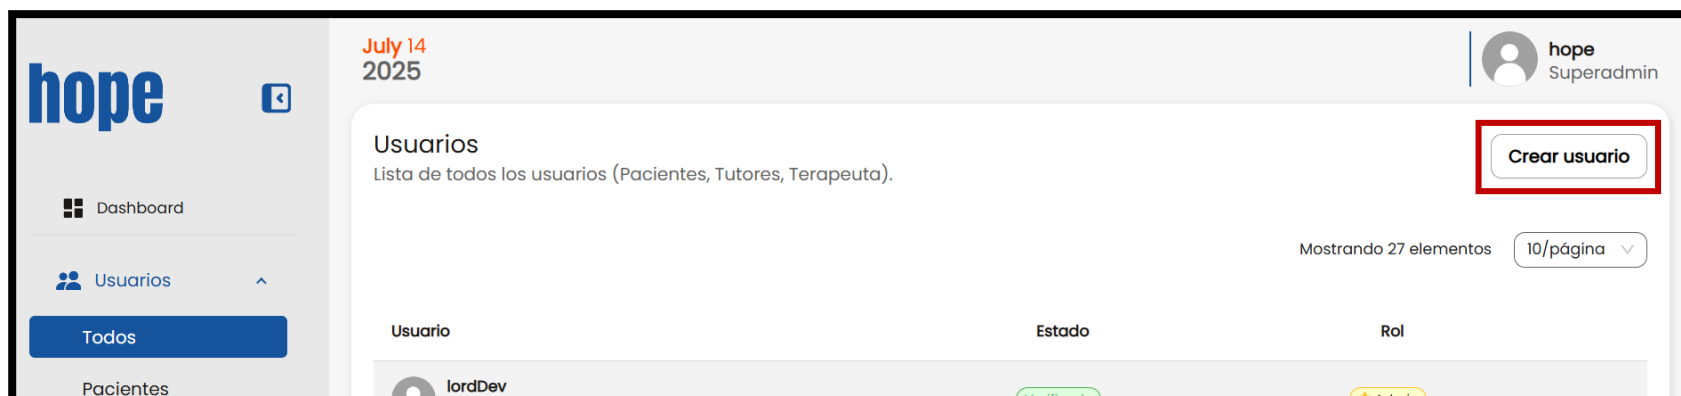 hope
July 14
2025
hope
Superadmin
Usuarios
Lista de todos los usuarios (Pacientes, Tutores, Terapeuta).
Crear usuario
Dashboard
Mostrando 27 elementos
10/página
Usuarios
Todos
Pacientes
Usuario
Estado
Rol
lordDev